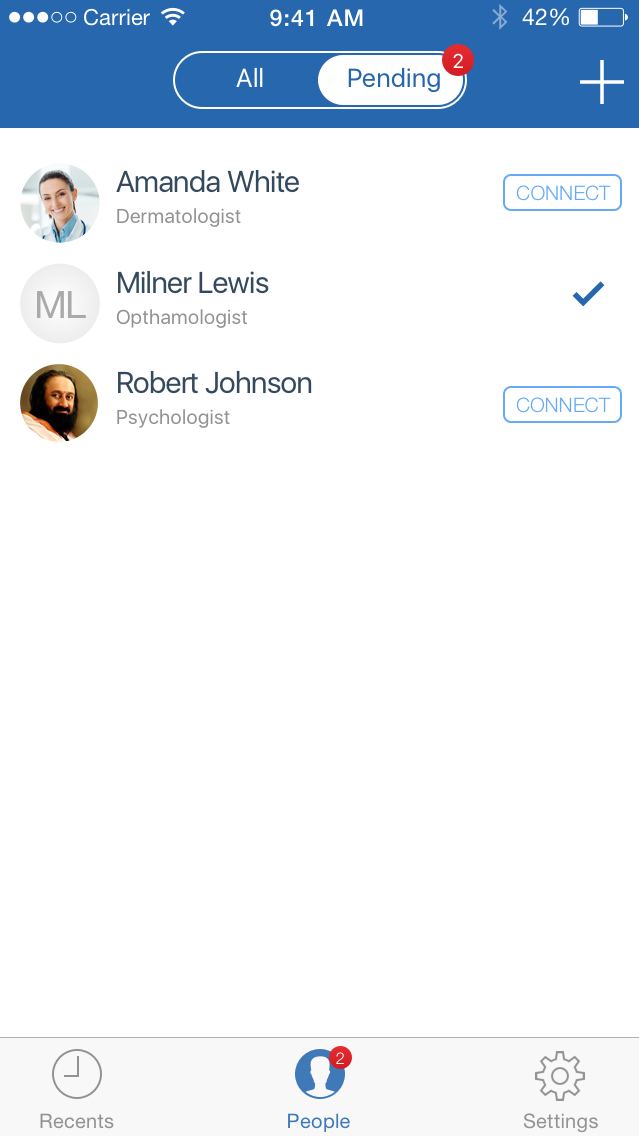 Carrier 9:41 AM 42%
All Pending 2
Amanda White
Dermatologist
CONNECT
ML
Milner Lewis
Opthamologist
Robert Johnson
Psychologist
CONNECT
2
Recents People Settings